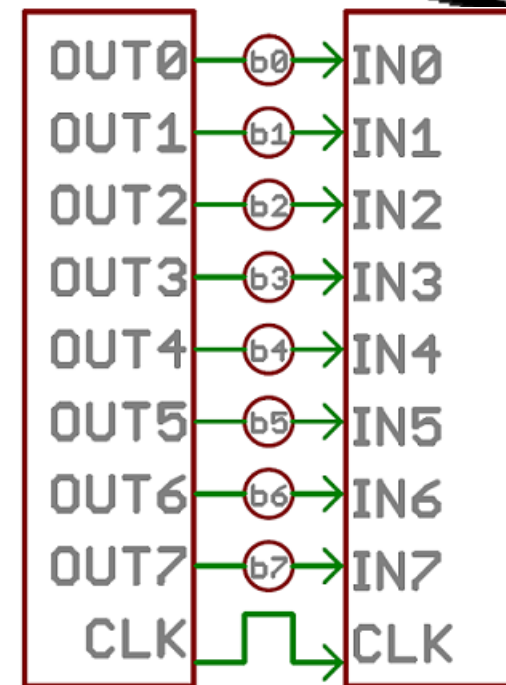 OUT0 b0 IN0
OUT1 b1 IN1
OUT2 b2 IN2
OUT3 b3 IN3
OUT4 b4 IN4
OUT5 b5 IN5
OUT6 b6 IN6
OUT7 b7 IN7
CLK CLK